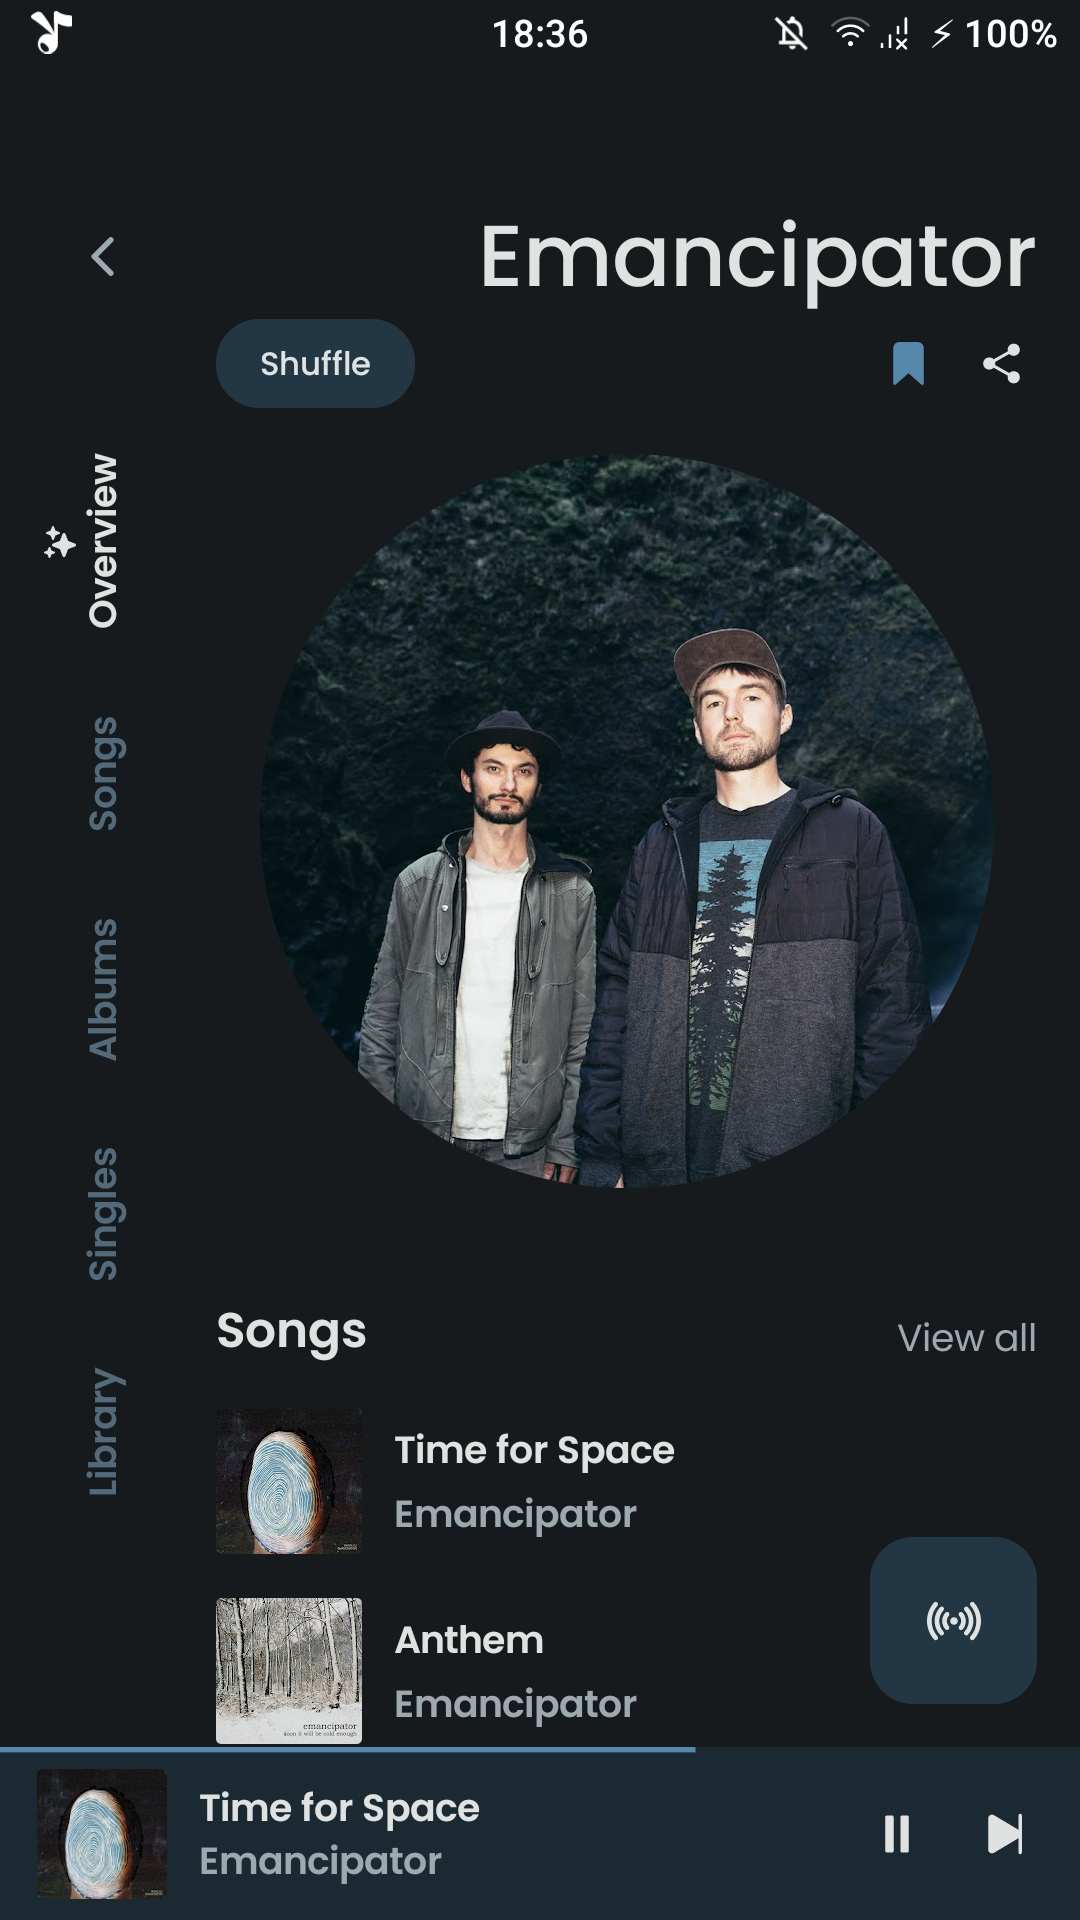 18:36
100%
Emancipator
Shuffle
Overview
Songs
Albums
Singles
Library
Songs
View all
Time for Space
Emancipator
Anthem
Emancipator
emancipator
soon it will be cold enough
Time for Space
Emancipator